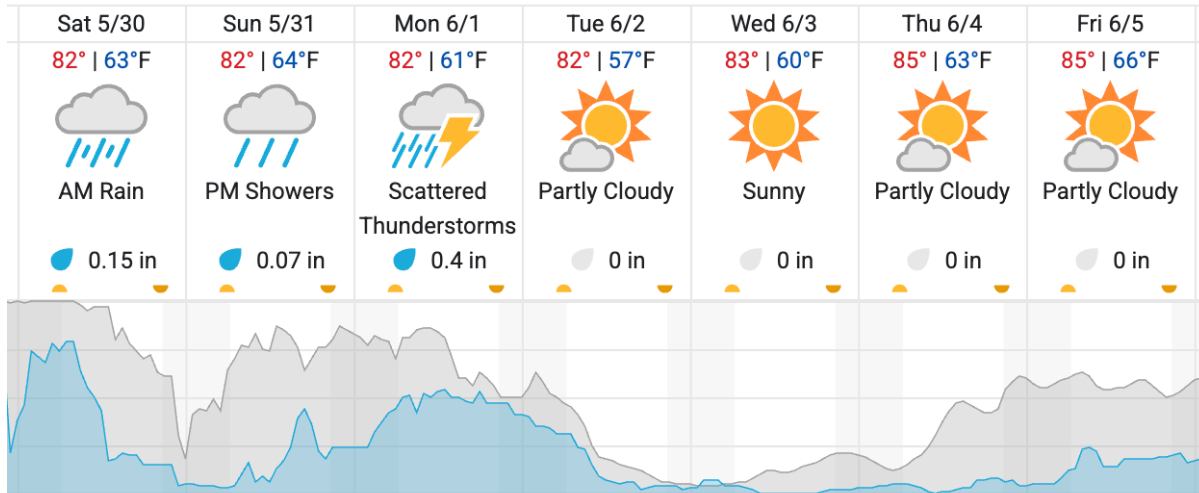 Sat 5/30
Sun 5/31
Mon 6/1
Tue 6/2
Wed 6/3
Thu 6/4
Fri 6/5
82° | 63°F
82° | 64°F
82° | 61°F
82° | 57°F
83° | 60°F
85° | 63°F
85° | 66°F
AM Rain
PM Showers
Scattered
Thunderstorms
Partly Cloudy
Sunny
Partly Cloudy
Partly Cloudy
0.15 in
0.07 in
0.4 in
0 in
0 in
0 in
0 in